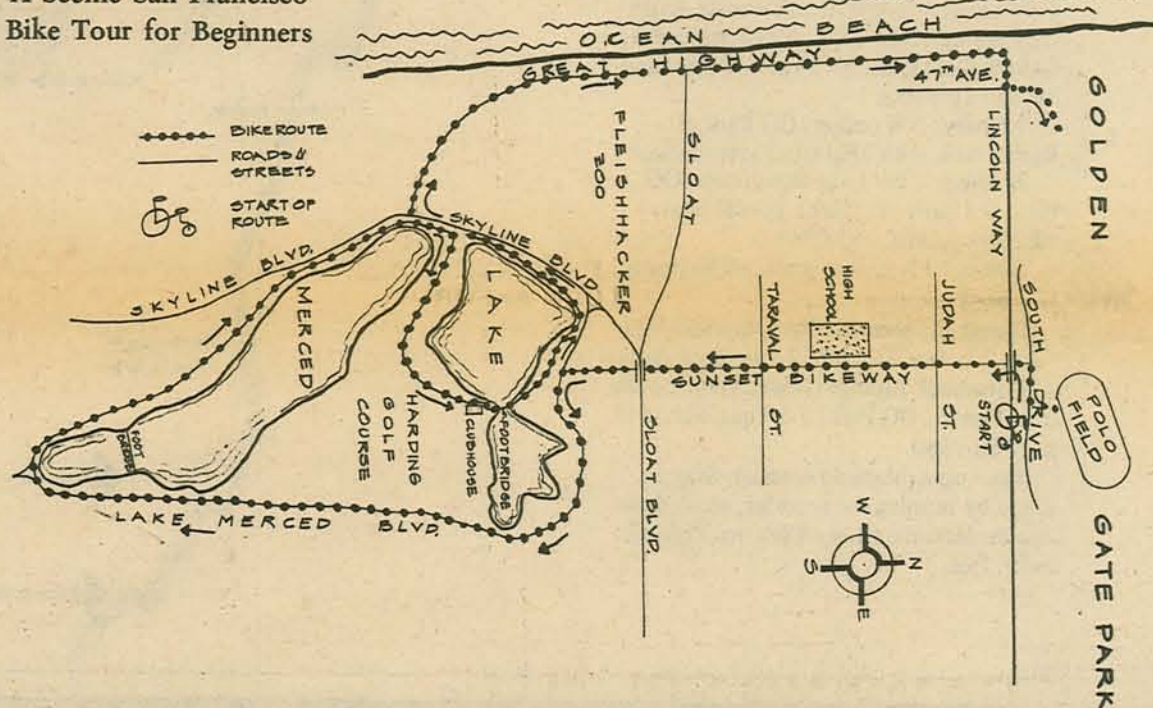 A Scenic San Francisco
Bike Tour for Beginners
OCEAN BEACH
GREAT HIGHWAY
47TH AVE.
GOLDEN
GATE PARK
BIKE ROUTE
ROADS &
STREETS
START OF
ROUTE
FLEISHHACKER
ZOO
SLOAT
LINCOLN WAY
SKYLINE BLVD.
SKYLINE BLVD.
LAKE
MERCED
HIGH
SCHOOL
TARAVAL ST.
JUDAH ST.
SOUTH DRIVE
SUNSET BIKEWAY
START
POLO
FIELD
HARDING
GOLF
COURSE
CLUBHOUSE
FOOTBRIDGE
FOOT
BRIDGE
SLOAT BLVD.
LAKE MERCED BLVD.
W
N
S
E